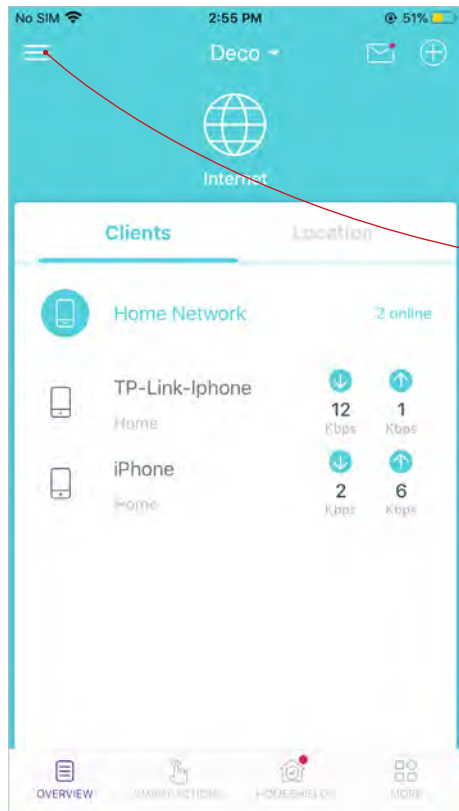 No SIM 2:55 PM 51%
Deco
Internet
Clients Location
Home Network 2 online
TP-Link-Iphone
Home
12 1
Kbps Kbps
iPhone
Home
2 6
Kbps Kbps
OVERVIEW SMART ACTIONS HOMESHIELD MORE